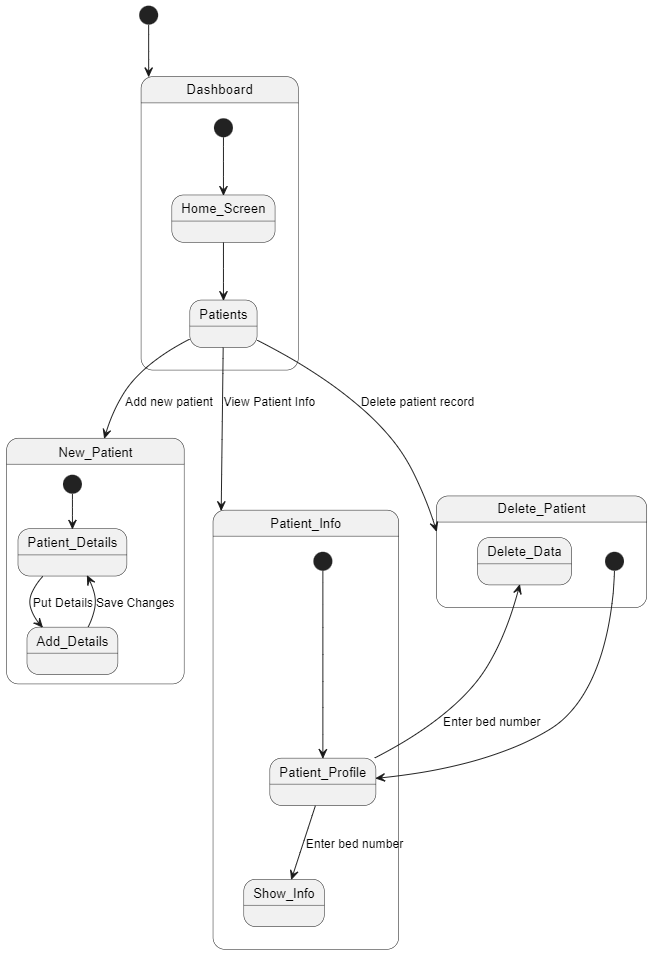 Dashboard
Home_Screen
Patients
Add new patient
View Patient Info
Delete patient record
New_Patient
Patient_Details
Put Details
Save Changes
Add_Details
Patient_Info
Delete_Patient
Delete_Data
Enter bed number
Patient_Profile
Enter bed number
Show_Info